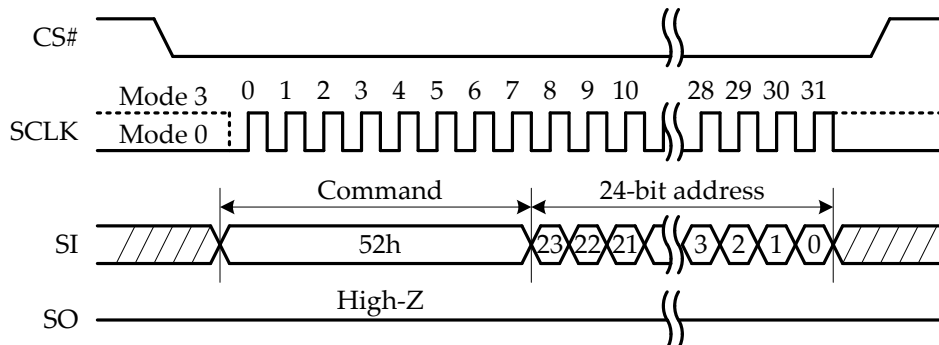 CS#
Mode 3
0 1 2 3 4 5 6 7 8 9 10 28 29 30 31
SCLK
Mode 0
Command
24-bit address
SI
52h
23 22 21 3 2 1 0
High-Z
SO